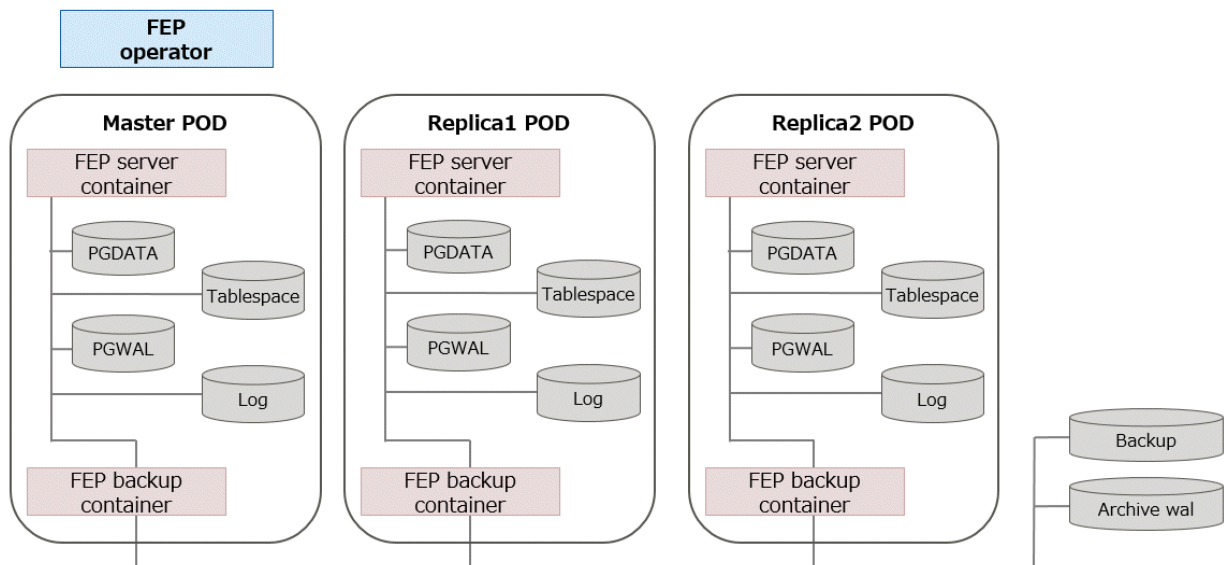 FEP
operator
Master POD
FEP server
container
PGDATA
Tablespace
PGWAL
Log
FEP backup
container
Replica1 POD
FEP server
container
PGDATA
Tablespace
PGWAL
Log
FEP backup
container
Replica2 POD
FEP server
container
PGDATA
Tablespace
PGWAL
Log
FEP backup
container
Backup
Archive wal